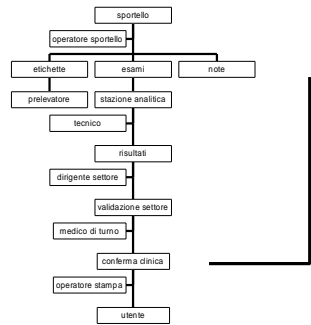 sportello
operatore sportello
etichette
esami
note
prelevatore
stazione analitica
tecnico
risultati
dirigente settore
validazione settore
medico di turno
conferma clinica
operatore stampa
utente